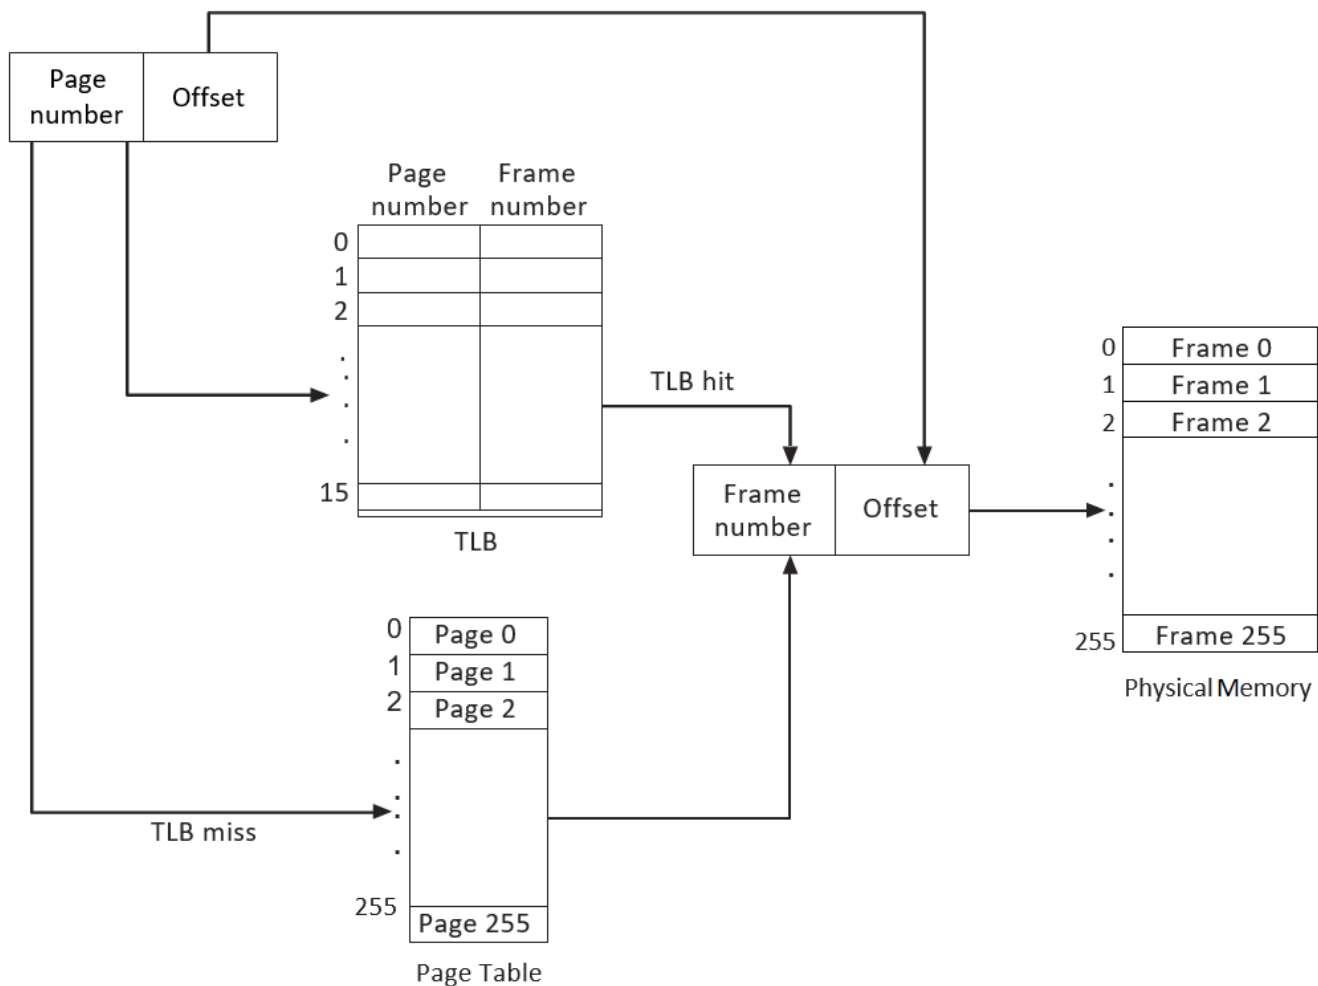 Page
number
Offset
Page
number
Frame
number
0
1
2
15
TLB
TLB hit
Frame
number
Offset
0
Frame 0
1
Frame 1
2
Frame 2
255
Frame 255
Physical Memory
0
Page 0
1
Page 1
2
Page 2
TLB miss
255
Page 255
Page Table